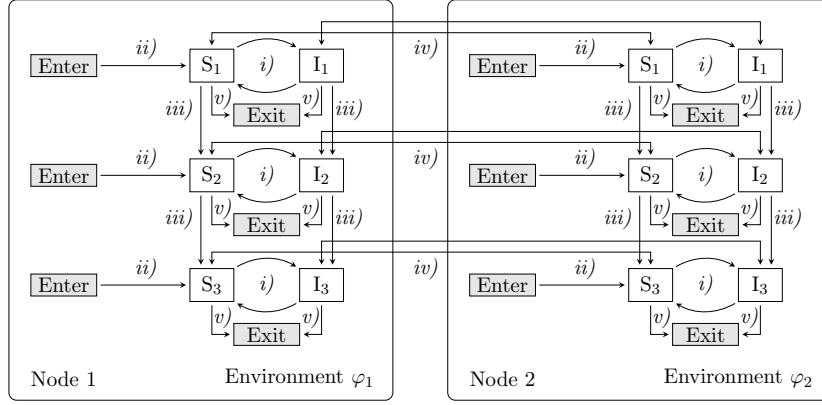 ii) iv) ii)
Enter S₁ i) I₁ Enter S₁ i) I₁
iii) v) Exit v) iii) iii) v) Exit v) iii)
ii) iv) ii)
Enter S₂ i) I₂ Enter S₂ i) I₂
iii) v) Exit v) iii) iii) v) Exit v) iii)
ii) iv) ii)
Enter S₃ i) I₃ Enter S₃ i) I₃
v) Exit v) v) Exit v)
Node 1 Environment φ₁ Node 2 Environment φ₂